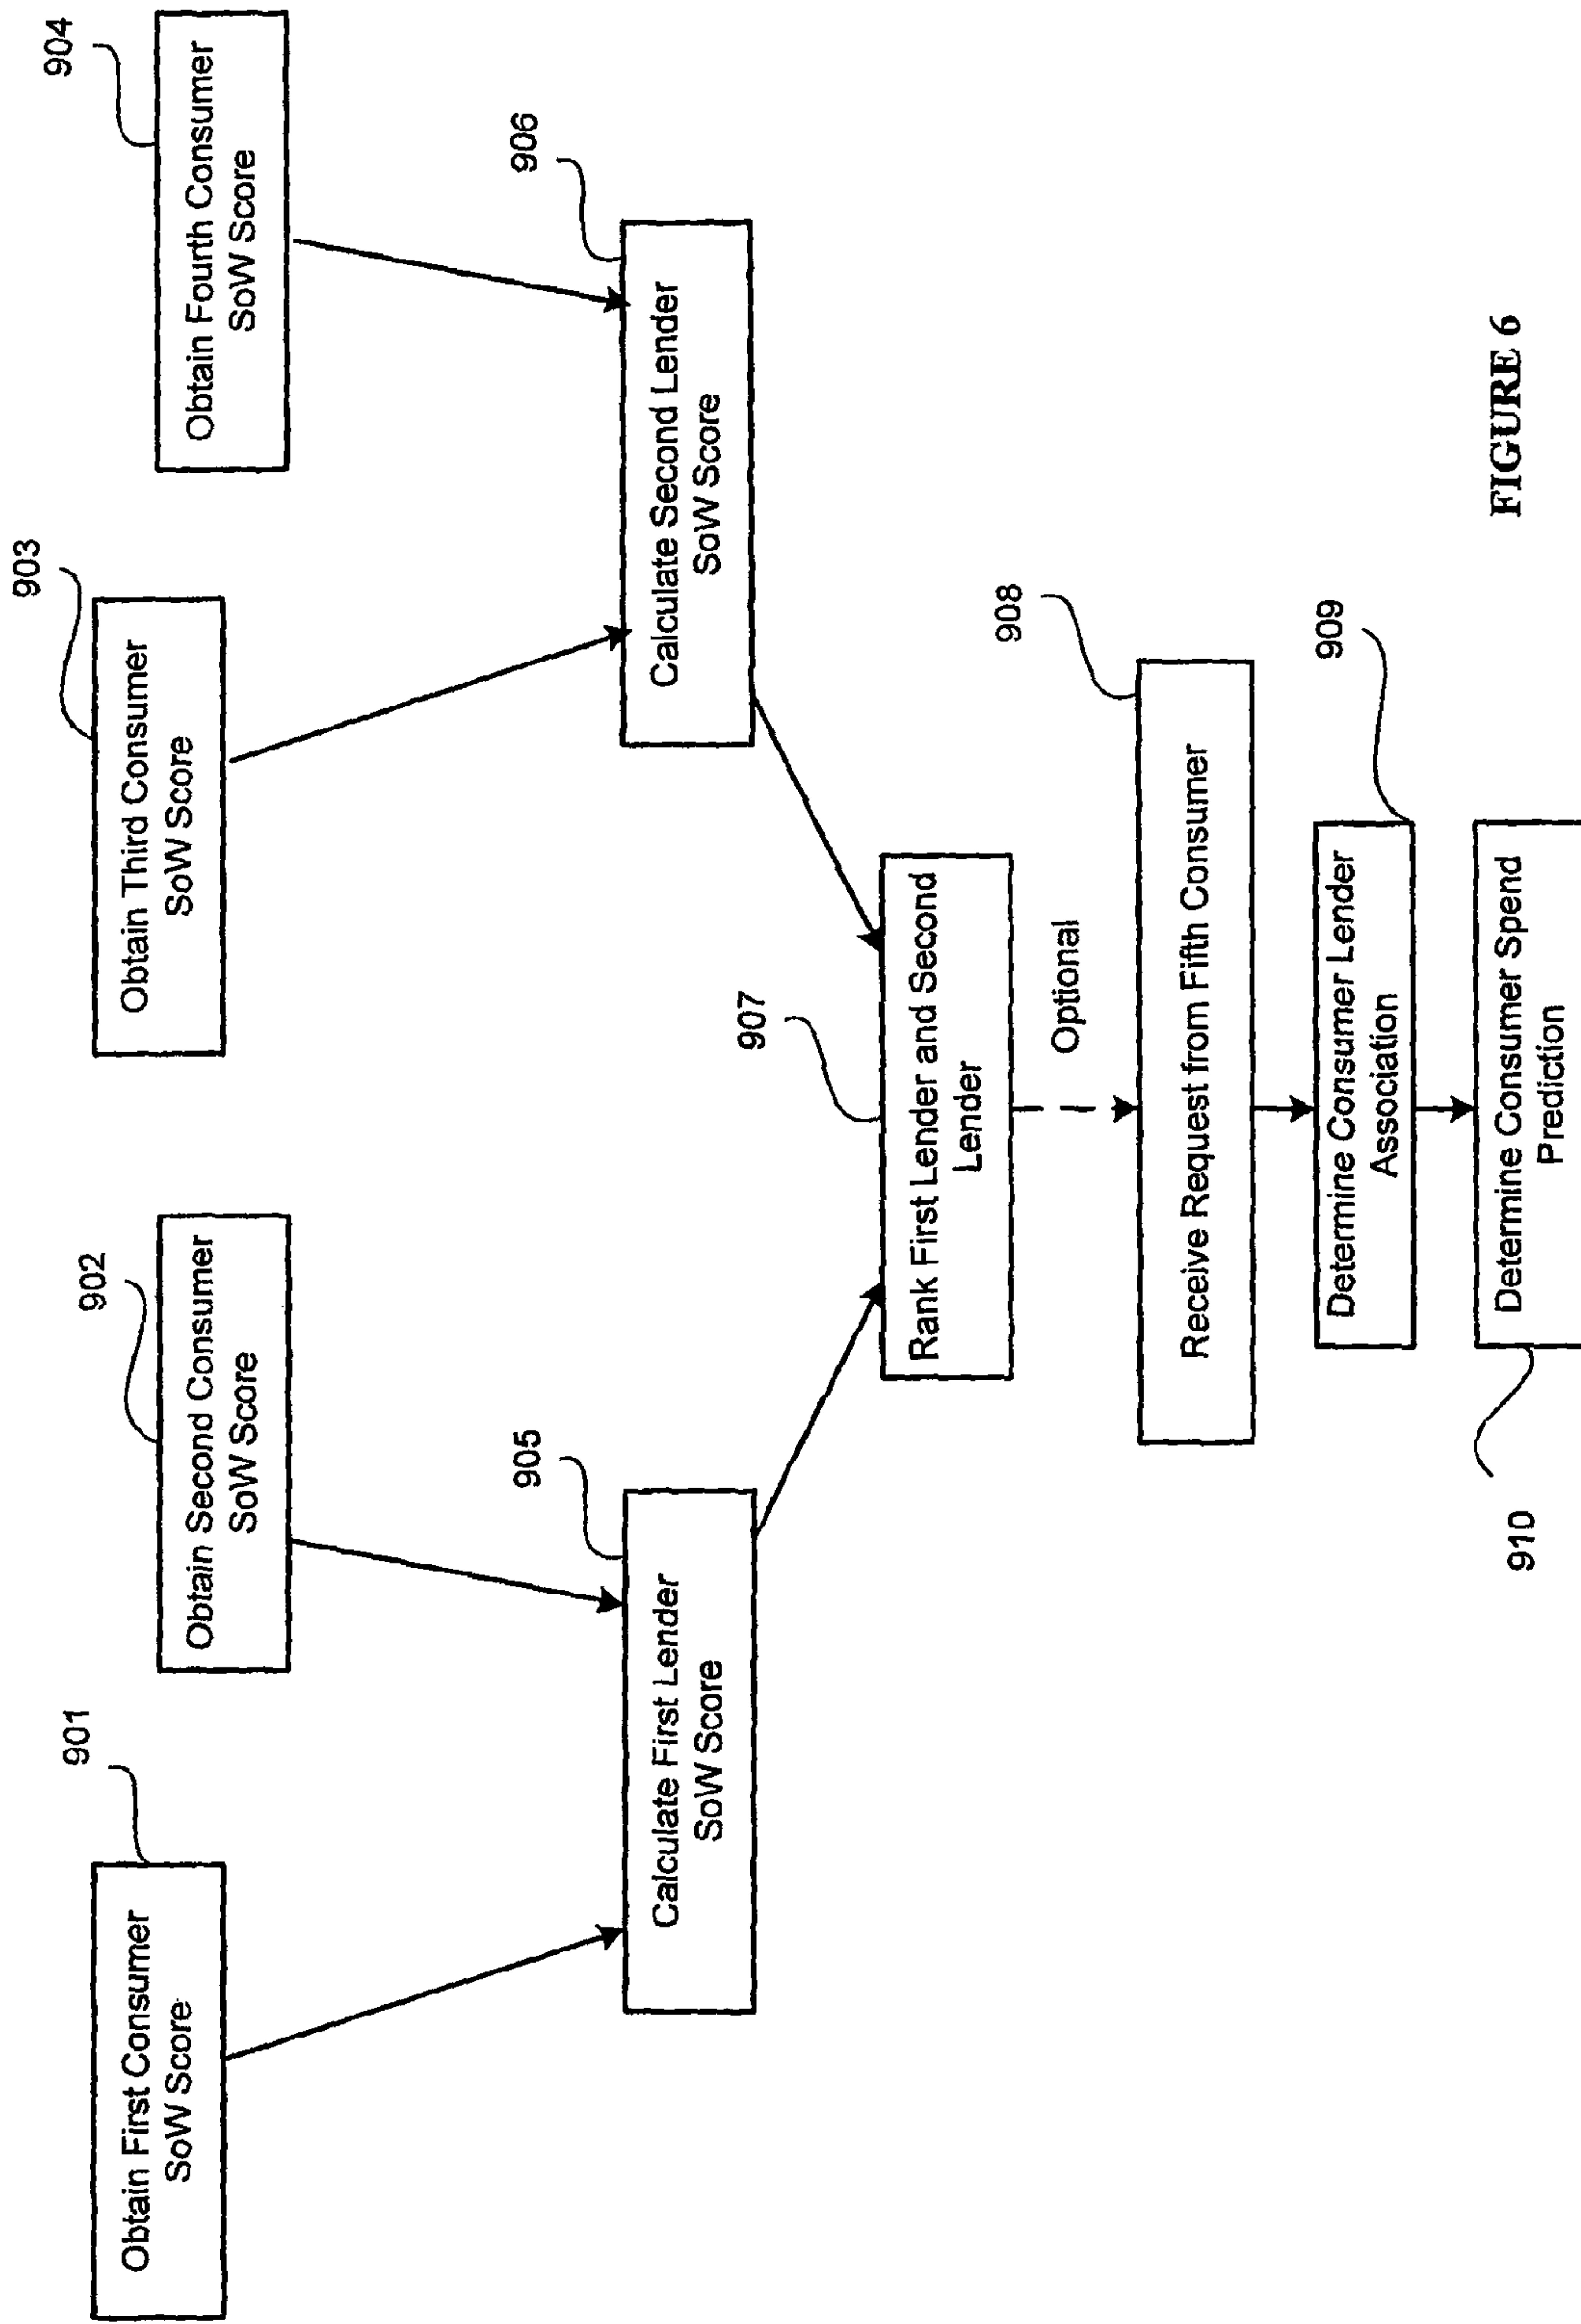 901
Obtain First Consumer
SoW Score
902
Obtain Second Consumer
SoW Score
903
Obtain Third Consumer
SoW Score
904
Obtain Fourth Consumer
SoW Score
905
Calculate First Lender
SoW Score
906
Calculate Second Lender
SoW Score
907
Rank First Lender and Second
Lender
Optional
908
Receive Request from Fifth Consumer
909
Determine Consumer Lender
Association
910
Determine Consumer Spend
Prediction
FIGURE 6